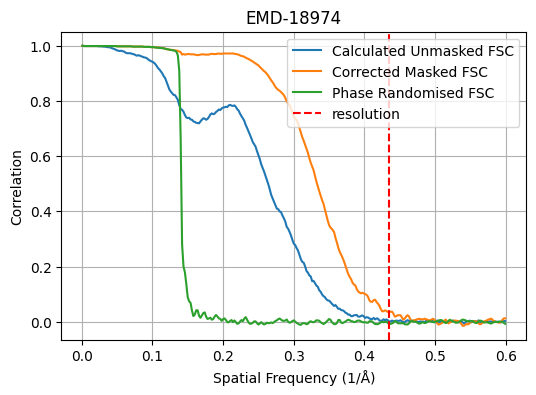 EMD-18974
1.0
0.8
0.6
0.4
0.2
0.0
Correlation
Calculated Unmasked FSC
Corrected Masked FSC
Phase Randomised FSC
resolution
0.0 0.1 0.2 0.3 0.4 0.5 0.6
Spatial Frequency (1/Å)